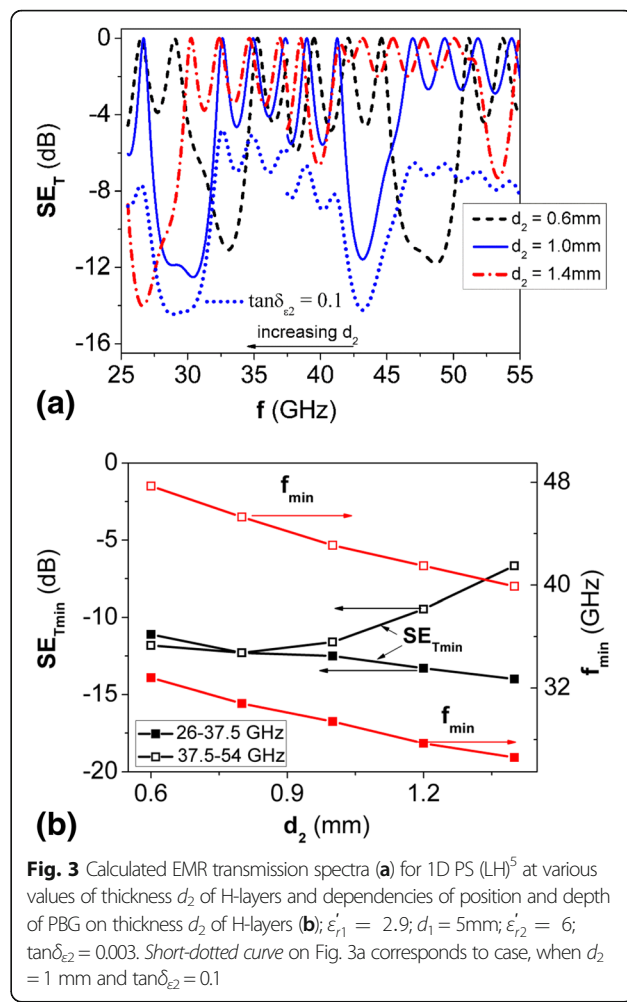 0
-4
-8
-12
-16
SE_T (dB)
d₂ = 0.6mm
d₂ = 1.0mm
d₂ = 1.4mm
tanδ_ε2 = 0.1
increasing d₂
25 30 35 40 45 50 55
(a)
f (GHz)
0
-5
-10
-15
-20
SE_Tmin (dB)
48
40
32
f_min (GHz)
f_min
SE_Tmin
f_min
26-37.5 GHz
37.5-54 GHz
0.6 0.9 1.2
(b)
d₂ (mm)
Fig. 3 Calculated EMR transmission spectra (a) for 1D PS (LH)⁵ at various
values of thickness d₂ of H-layers and dependencies of position and depth
of PBG on thickness d₂ of H-layers (b); ε′_r1 = 2.9; d₁ = 5mm; ε′_r2 = 6;
tanδ_ε2 = 0.003. Short-dotted curve on Fig. 3a corresponds to case, when d₂
= 1 mm and tanδ_ε2 = 0.1